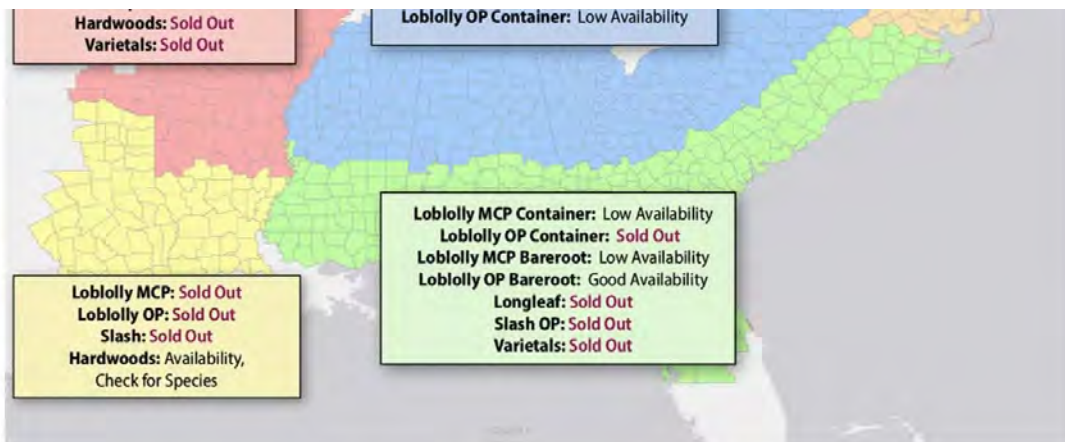 Hardwoods: Sold Out
Varietals: Sold Out
Loblolly OP Container: Low Availability
Loblolly MCP Container: Low Availability
Loblolly OP Container: Sold Out
Loblolly MCP Bareroot: Low Availability
Loblolly OP Bareroot: Good Availability
Longleaf: Sold Out
Slash OP: Sold Out
Varietals: Sold Out
Loblolly MCP: Sold Out
Loblolly OP: Sold Out
Slash: Sold Out
Hardwoods: Availability,
Check for Species